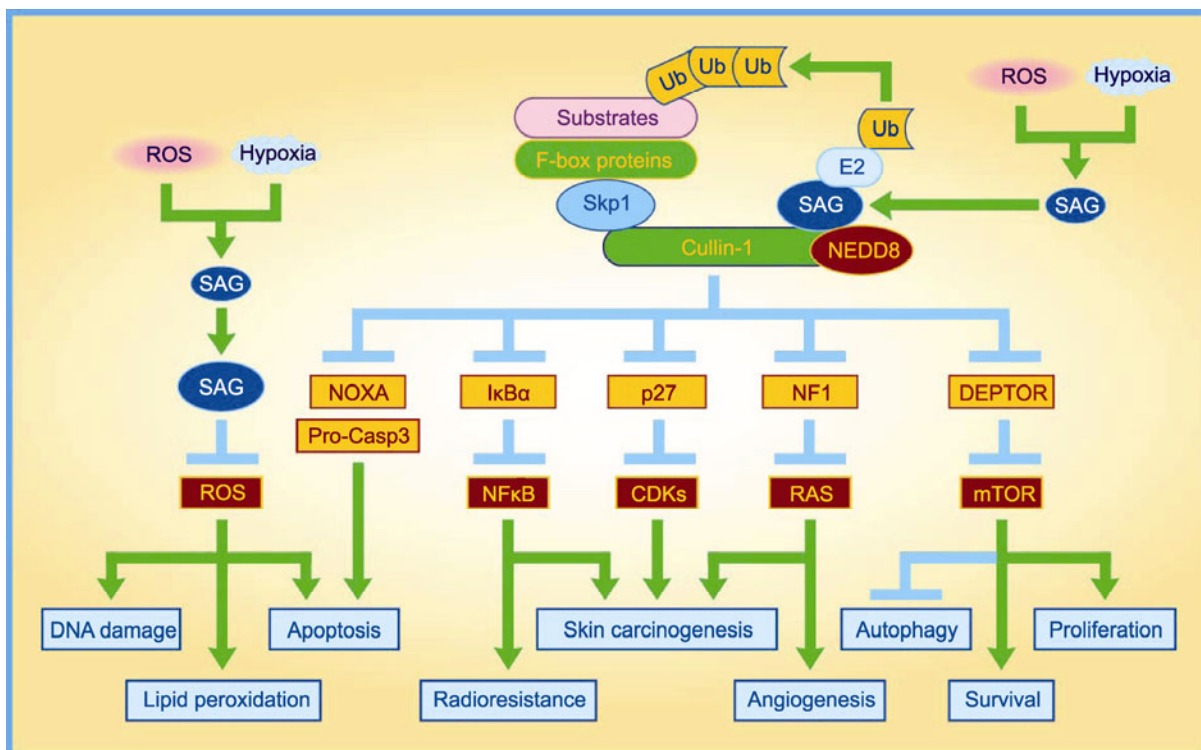 Ub Ub Ub
ROS Hypoxia
Substrates
Ub
ROS Hypoxia
F-box proteins
E2
Skp1
SAG
SAG
Cullin-1
NEDD8
SAG
SAG
NOXA
IκBα
p27
NF1
DEPTOR
Pro-Casp3
ROS
NFκB
CDKs
RAS
mTOR
DNA damage
Apoptosis
Skin carcinogenesis
Autophagy
Proliferation
Lipid peroxidation
Radioresistance
Angiogenesis
Survival